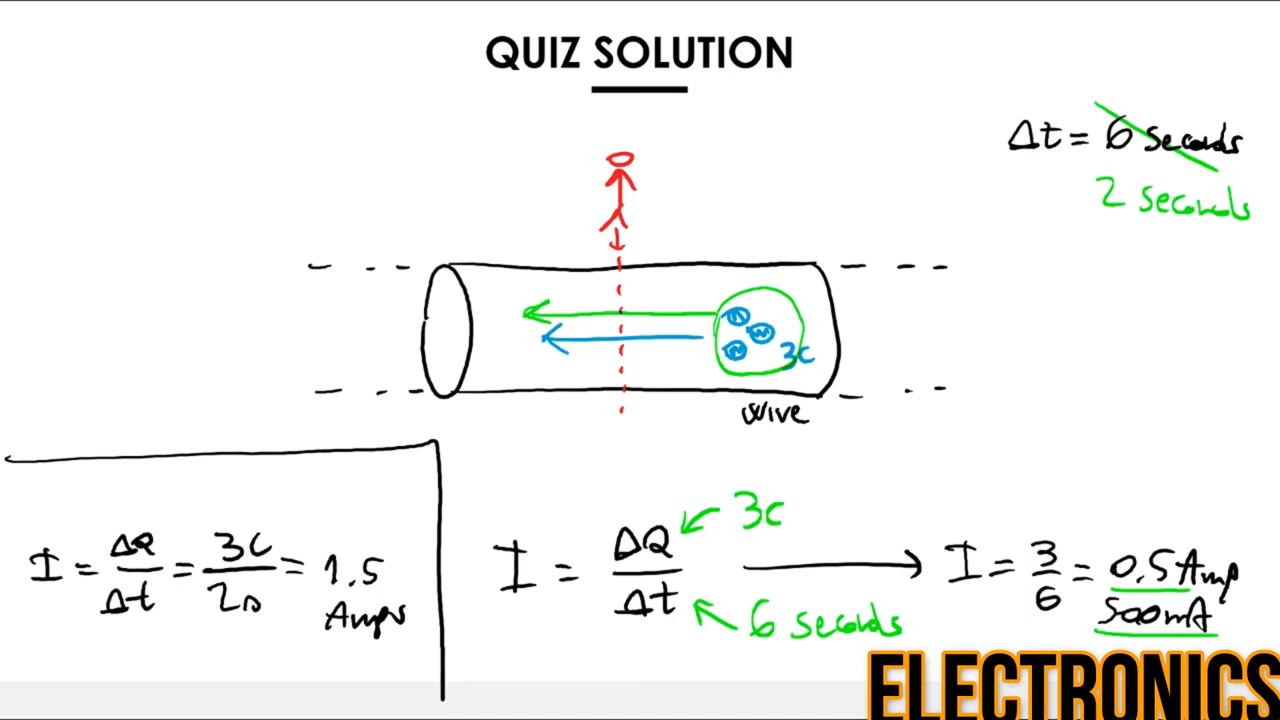 QUIZ SOLUTION
Δt = 6 seconds
2 seconds
3C
wire
I = ΔQ/Δt = 3C/2s = 1.5 Amps
I = ΔQ/Δt
3C
6 seconds
I = 3/6 = 0.5 Amp
500mA
ELECTRONICS